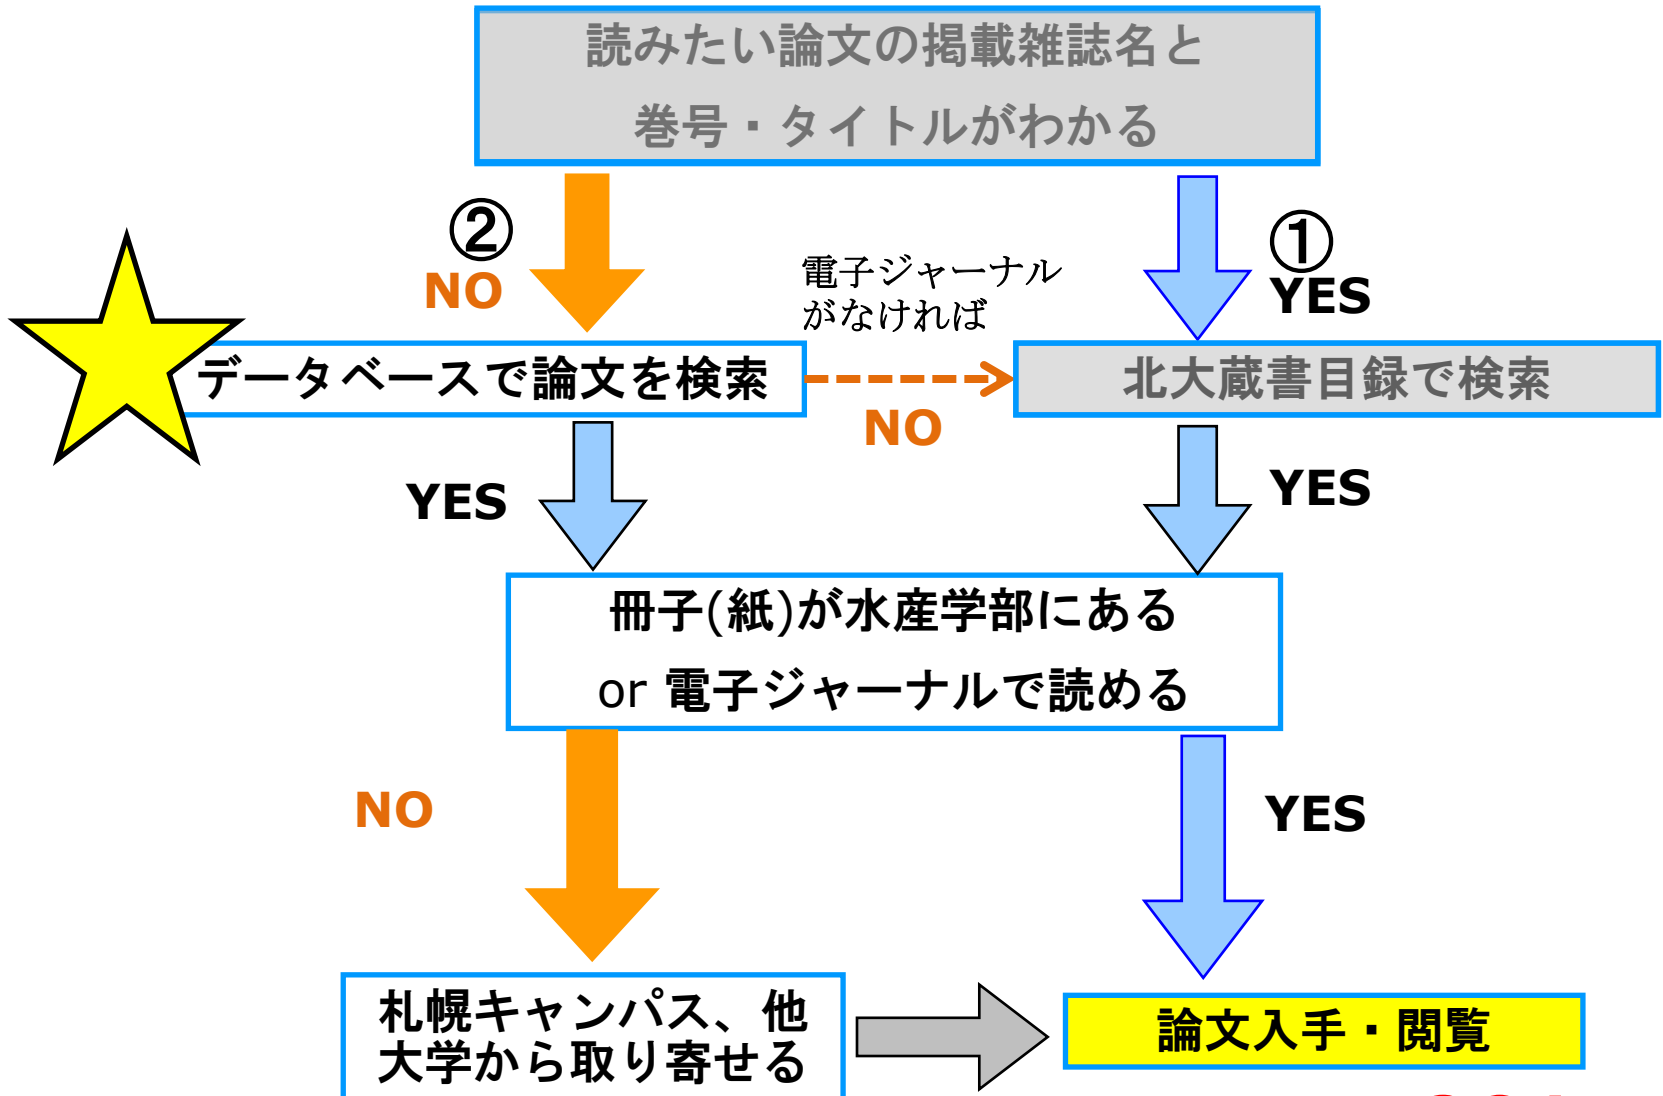 読みたい論文の掲載雑誌名と
巻号・タイトルがわかる
②
NO
電子ジャーナル
がなければ
①
YES
データベースで論文を検索
NO
北大蔵書目録で検索
YES
YES
冊子(紙)が水産学部にある
or 電子ジャーナルで読める
NO
YES
札幌キャンパス、他
大学から取り寄せる
論文入手・閲覧